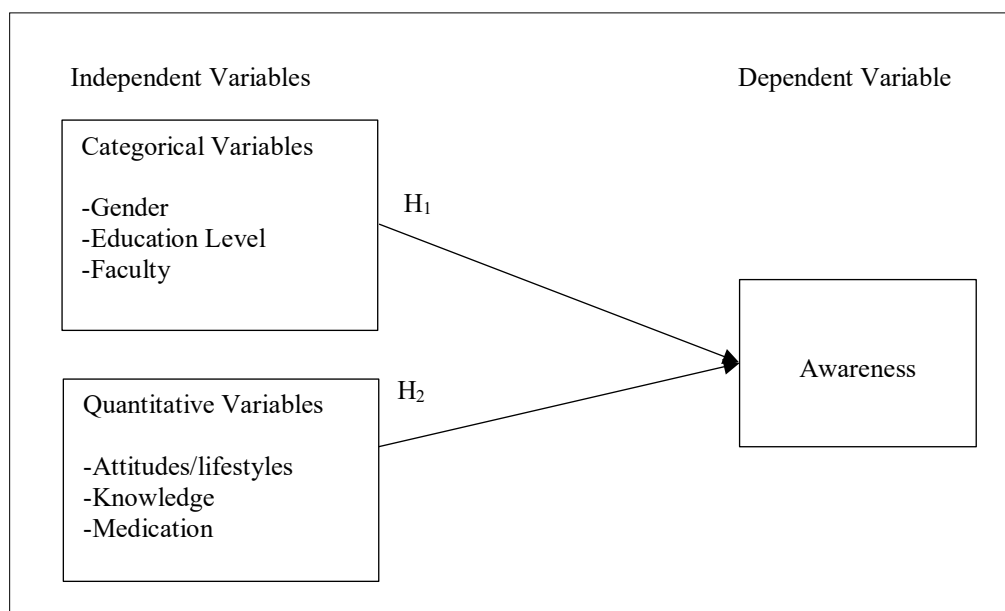 Independent Variables
Dependent Variable
Categorical Variables
-Gender
-Education Level
-Faculty
H₁
Quantitative Variables
-Attitudes/lifestyles
-Knowledge
-Medication
H₂
Awareness